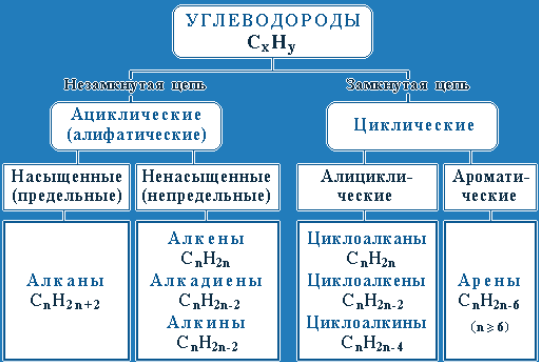 УГЛЕВОДОРОДЫ
CxHy
Незамкнутая цепь
Замкнутая цепь
Ациклические
(алифатические)
Циклические
Насыщенные
(предельные)
Ненасыщенные
(непредельные)
Алицикли-
ческие
Аромати-
ческие
Алканы
CnH2n+2
Алкены
CnH2n
Алкадиены
CnH2n-2
Алкины
CnH2n-2
Циклоалканы
CnH2n
Циклоалкены
CnH2n-2
Циклоалкины
CnH2n-4
Арены
CnH2n-6
(n≥6)